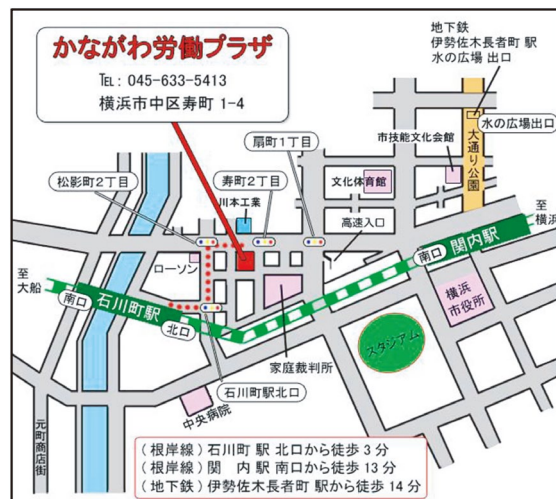 かながわ労働プラザ
TEL： 045-633-5413
横浜市中区寿町 1-4
地下鉄
伊勢佐木長者町 駅
水の広場 出口
水の広場出口
大通り公園
市技能文化会館
扇町1丁目
文化体育館
松影町2丁目
寿町2丁目
川本工業
高速入口
至
横浜
関内駅
南口
ローソン
至
大船
南口
石川町駅
北口
横浜
市役所
スタジアム
家庭裁判所
石川町駅北口
中央病院
元町商店街
（根岸線）石川町 駅 北口から徒歩 3 分
（根岸線）関 内 駅 南口から徒歩 13 分
（地下鉄）伊勢佐木長者町 駅から徒歩 14 分